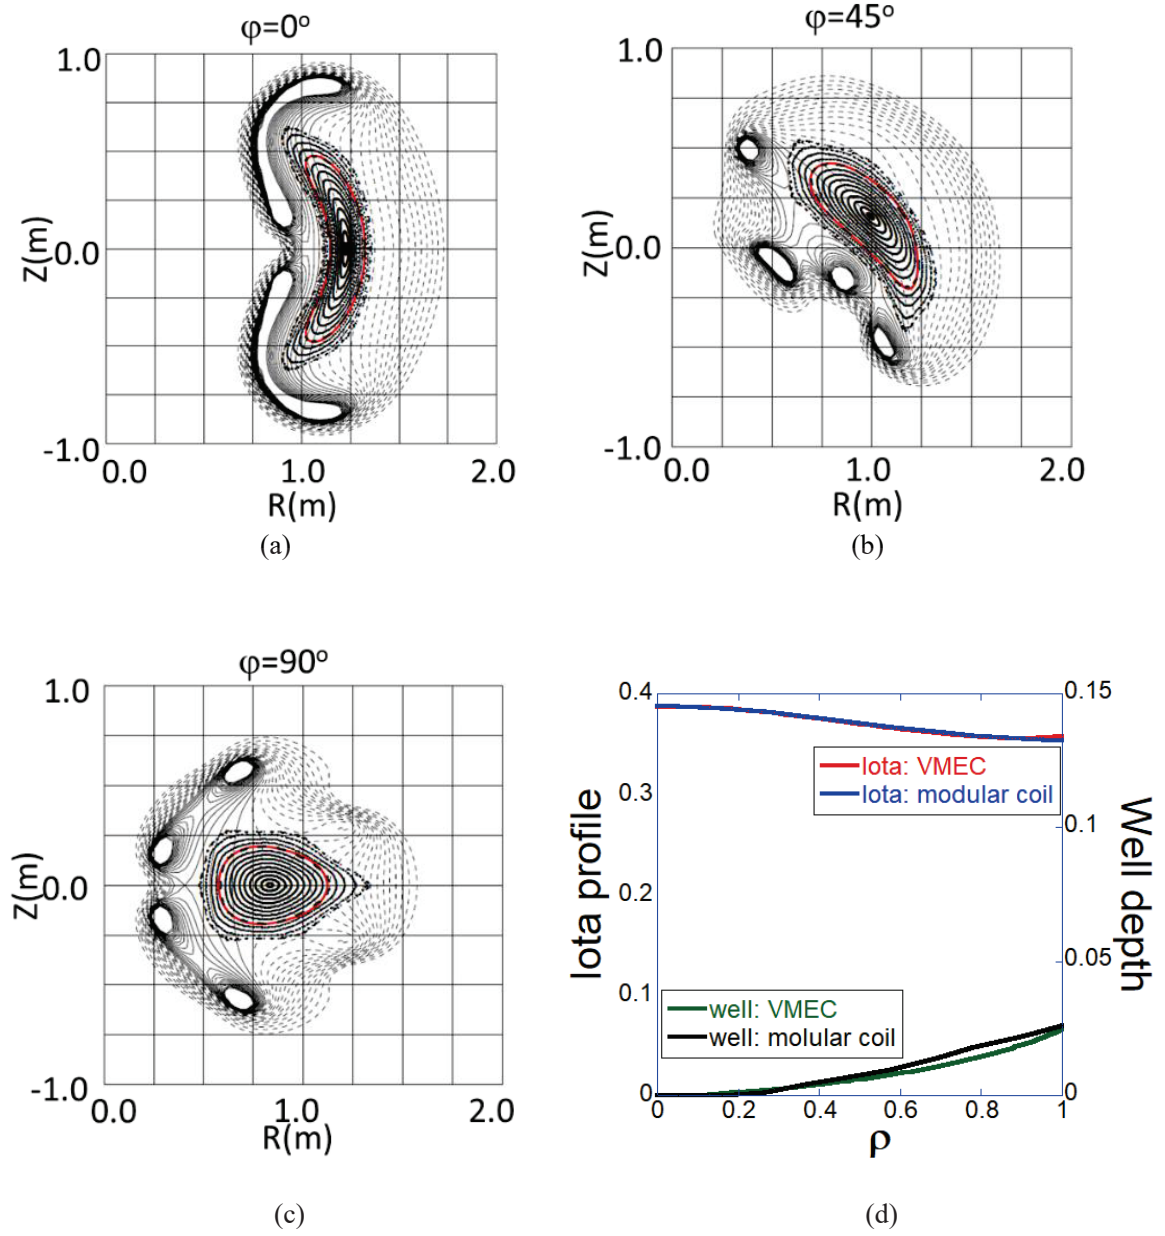 φ=0°
1.0
0.0
-1.0
Z(m)
0.0 1.0 2.0
R(m)
(a)
φ=45°
1.0
0.0
-1.0
Z(m)
0.0 1.0 2.0
R(m)
(b)
φ=90°
1.0
0.0
-1.0
Z(m)
0.0 1.0 2.0
R(m)
(c)
0.4
0.3
0.2
0.1
0
Iota profile
0.15
0.1
0.05
0
Well depth
Iota: VMEC
Iota: modular coil
well: VMEC
well: molular coil
0 0.2 0.4 0.6 0.8 1
ρ
(d)